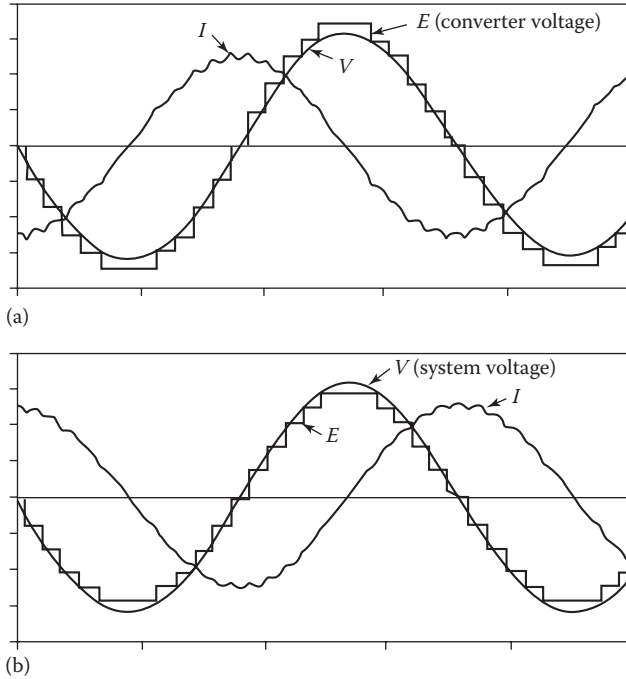 I
E (converter voltage)
V
(a)
V (system voltage)
I
E
(b)